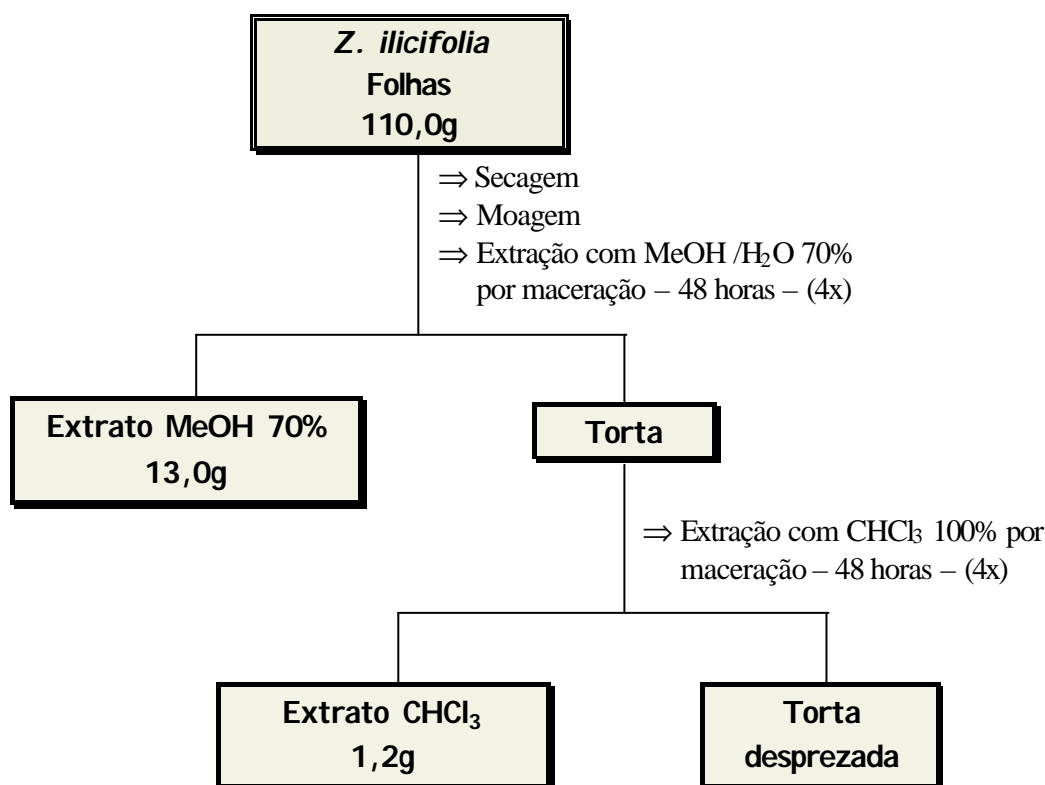 Z. ilicifolia
Folhas
110,0g
⇒ Secagem
⇒ Moagem
⇒ Extração com MeOH /H₂O 70%
por maceração – 48 horas – (4x)
Extrato MeOH 70%
13,0g
Torta
⇒ Extração com CHCl₃ 100% por
maceração – 48 horas – (4x)
Extrato CHCl₃
1,2g
Torta
desprezada